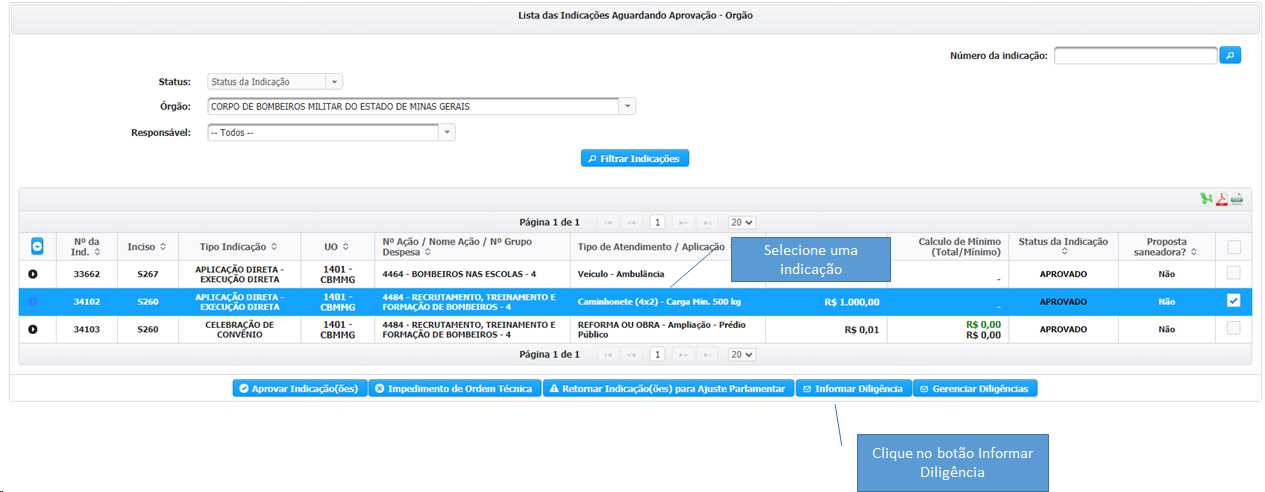 Lista das Indicações Aguardando Aprovação - Orgão
Número da indicação:
Status: Status da Indicação
Órgão: CORPO DE BOMBEIROS MILITAR DO ESTADO DE MINAS GERAIS
Responsável: -- Todos --
Filtrar Indicações
Página 1 de 1 1 20
Nº da Ind. Inciso Tipo Indicação UO Nº Ação / Nome Ação / Nº Grupo Despesa Tipo de Atendimento / Aplicação Calculo de Mínimo (Total/Mínimo) Status da Indicação Proposta saneadora?
Selecione uma
indicação
33662 S267 APLICAÇÃO DIRETA - EXECUÇÃO DIRETA 1401 - CBMMG 4464 - BOMBEIROS NAS ESCOLAS - 4 Veículo - Ambulância - APROVADO Não
34102 S260 APLICAÇÃO DIRETA - EXECUÇÃO DIRETA 1401 - CBMMG 4484 - RECRUTAMENTO, TREINAMENTO E FORMAÇÃO DE BOMBEIROS - 4 Caminhonete (4x2) - Carga Min. 500 kg R$ 1.000,00 - APROVADO Não
34103 S260 CELEBRAÇÃO DE CONVÊNIO 1401 - CBMMG 4484 - RECRUTAMENTO, TREINAMENTO E FORMAÇÃO DE BOMBEIROS - 4 REFORMA OU OBRA - Ampliação - Prédio Público R$ 0,01 R$ 0,00 R$ 0,00 APROVADO Não
Página 1 de 1 1 20
Aprovar Indicação(ões) Impedimento de Ordem Técnica Retornar Indicação(ões) para Ajuste Parlamentar Informar Diligência Gerenciar Diligências
Clique no botão Informar
Diligência